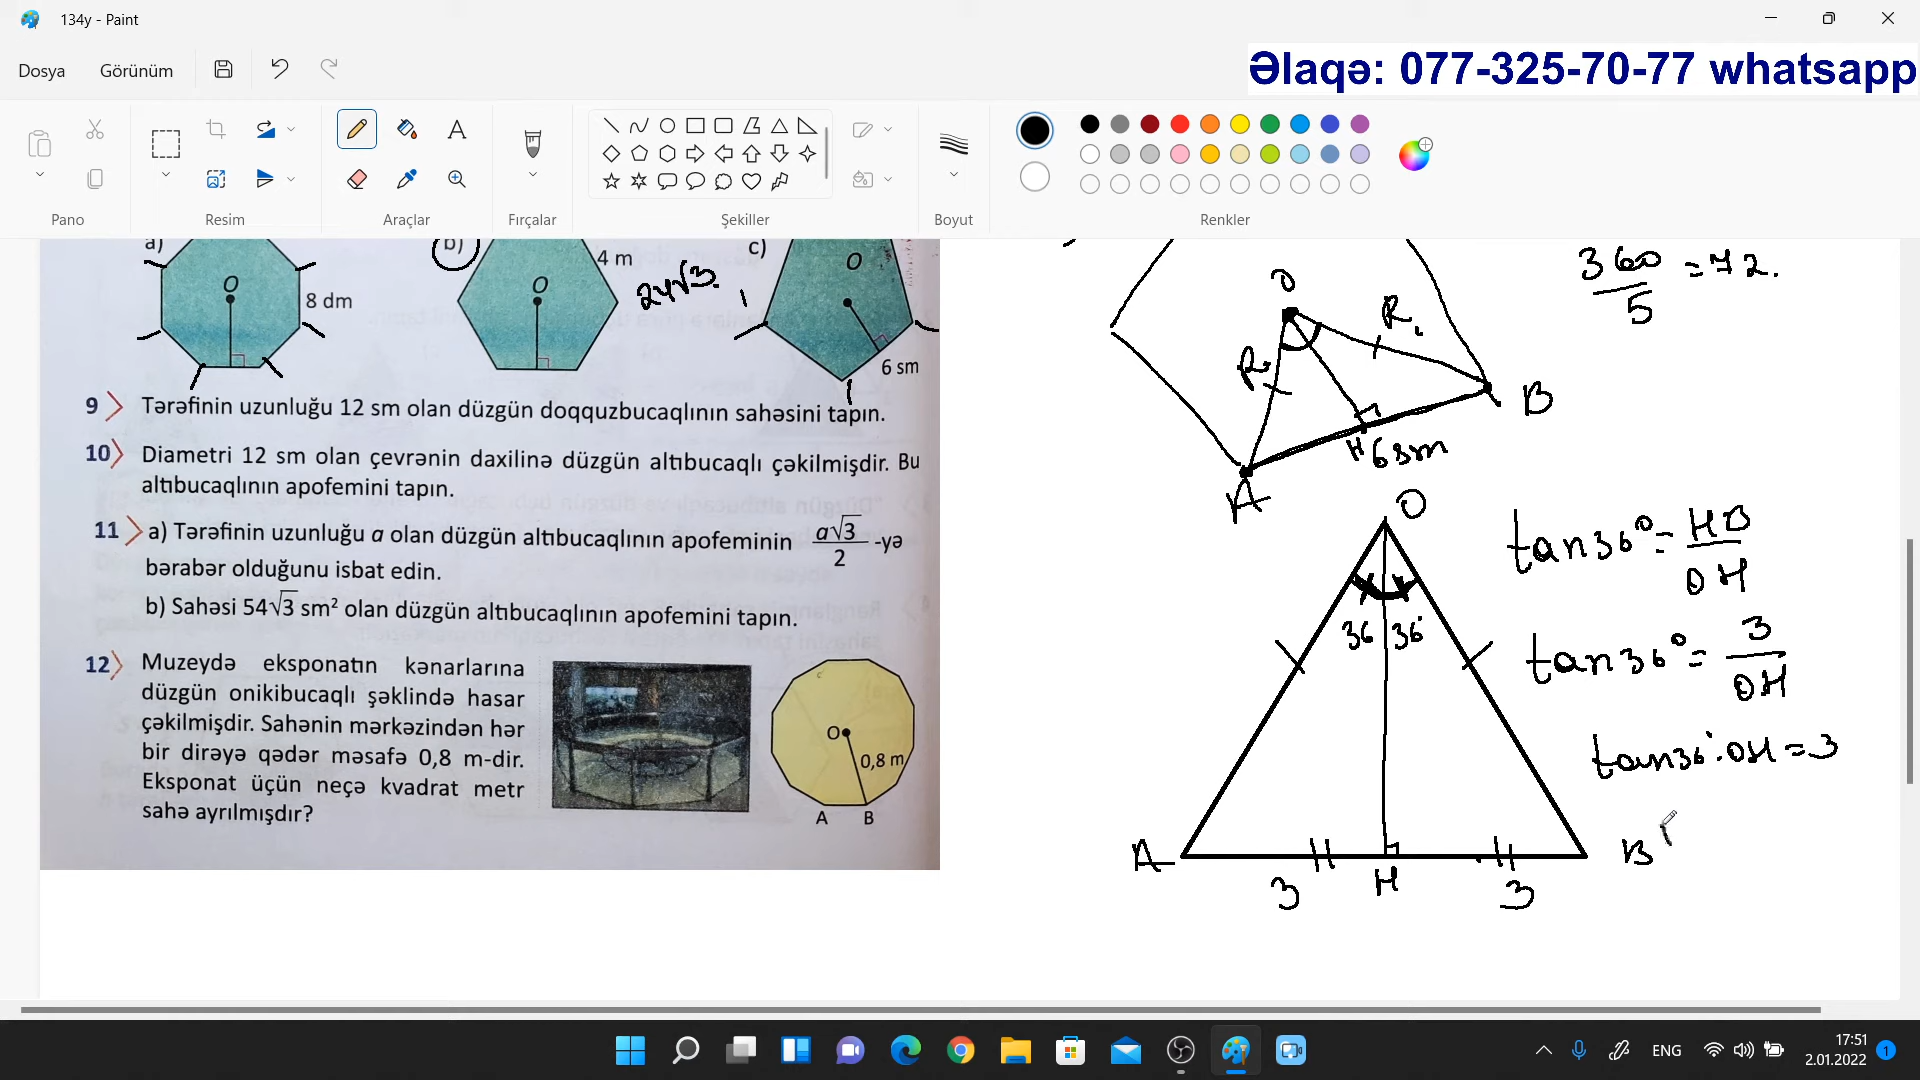 134y - Paint
Dosya Görünüm
Əlaqə: 077-325-70-77 whatsapp
Pano Resim Araçlar Fırçalar Şekiller Boyut Renkler
a) b) c)
O O O
8 dm
4 m
24√3.
6 sm
9 Tərəfinin uzunluğu 12 sm olan düzgün doqquzbucaqlının sahəsini tapın.
10 Diametri 12 sm olan çevrənin daxilinə düzgün altıbucaqlı çəkilmişdir. Bu
altıbucaqlının apofemini tapın.
11 a) Tərəfinin uzunluğu a olan düzgün altıbucaqlının apofeminin a√3/2 -yə
bərabər olduğunu isbat edin.
b) Sahəsi 54√3 sm² olan düzgün altıbucaqlının apofemini tapın.
12 Muzeydə eksponatın kənarlarına
düzgün onikibucaqlı şəklində hasar
çəkilmişdir. Sahənin mərkəzindən hər
bir dirəyə qədər məsafə 0,8 m-dir.
Eksponat üçün neçə kvadrat metr
sahə ayrılmışdır?
O
0,8 m
A B
360/5 = 72.
O
R R
B
H 6sm
A
O
36 36°
A 3 H 3 B
tan36° = HB/OH
tan36° = 3/OH
tan36°·OH = 3
ENG
17:51
2.01.2022
1